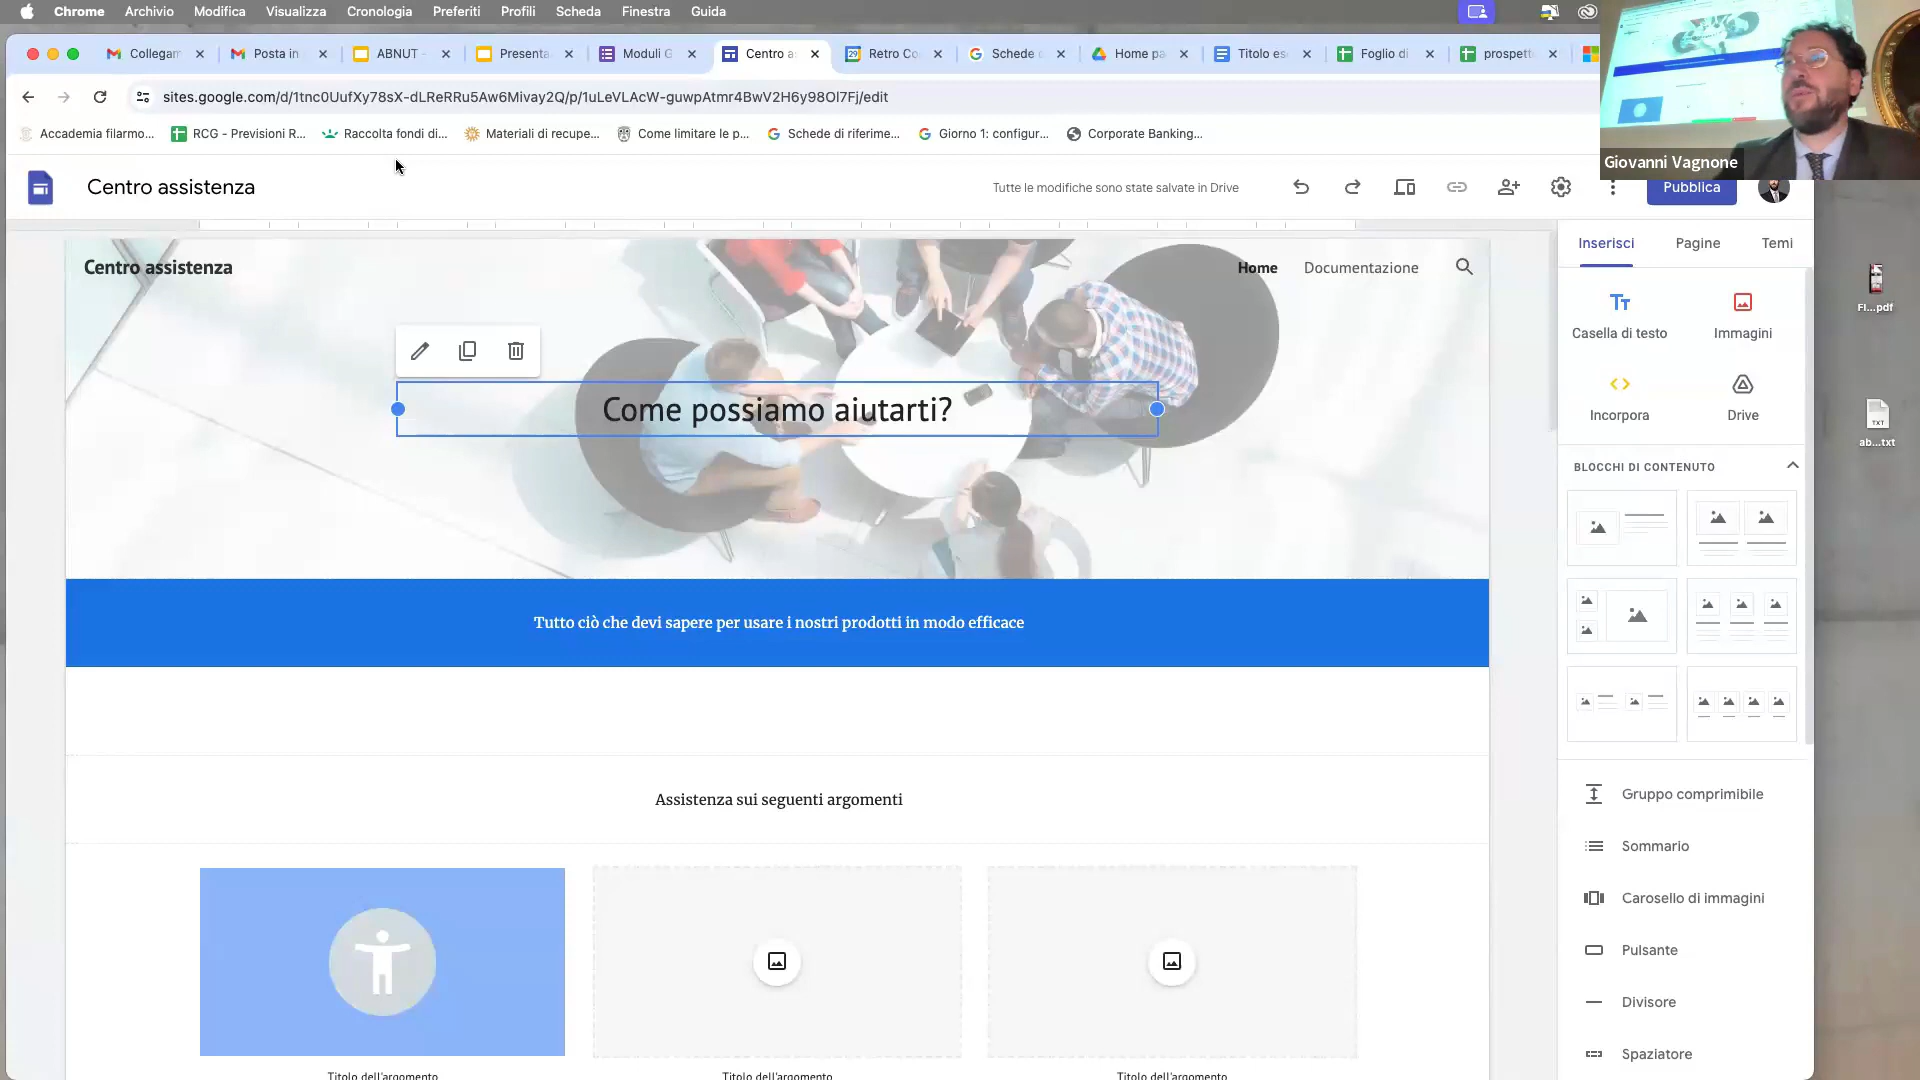 Chrome Archivio Modifica Visualizza Cronologia Preferiti Profili Scheda Finestra Guida
Collegam Posta in ABNUT - Presenta Moduli G Centro as Retro Co Schede Home pa Titolo es Foglio di prospett
sites.google.com/d/1tnc0UufXy78sX-dLReRRu5Aw6Mivay2Q/p/1uLeVLAcW-guwpAtmr4BwV2H6y98Ol7Fj/edit
Accademia filarmo... RCG - Previsioni R... Raccolta fondi di... Materiali di recupe... Come limitare le p... Schede di riferime... Giorno 1: configur... Corporate Banking...
Giovanni Vagnone
Centro assistenza
Tutte le modifiche sono state salvate in Drive
Pubblica
Inserisci Pagine Temi
Centro assistenza
Home Documentazione
Come possiamo aiutarti?
Tutto ciò che devi sapere per usare i nostri prodotti in modo efficace
Assistenza sui seguenti argomenti
Titolo dell'argomento Titolo dell'argomento Titolo dell'argomento
Casella di testo Immagini
Incorpora Drive
BLOCCHI DI CONTENUTO
Gruppo comprimibile
Sommario
Carosello di immagini
Pulsante
Divisore
Spaziatore
FI...pdf
TXT
ab...txt